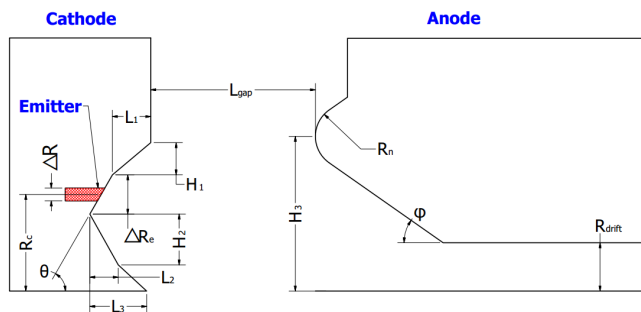 Cathode
Anode
Lgap
Emitter
L1
Rn
ΔR
H1
H3
φ
Rdrift
Rc
ΔRe
H2
θ
L2
L3